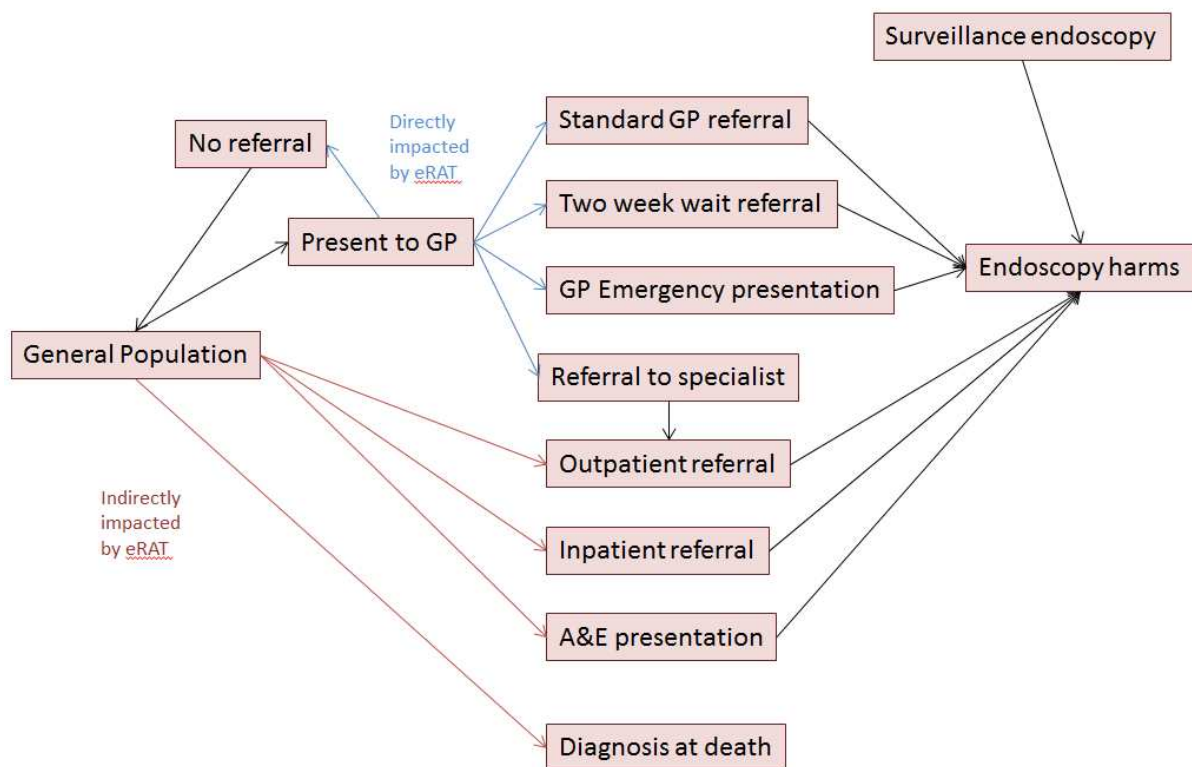 Surveillance endoscopy
Standard GP referral
Directly
impacted
by eRAT
No referral
Two week wait referral
Present to GP
Endoscopy harms
GP Emergency presentation
General Population
Referral to specialist
Outpatient referral
Indirectly
impacted
by eRAT
Inpatient referral
A&E presentation
Diagnosis at death